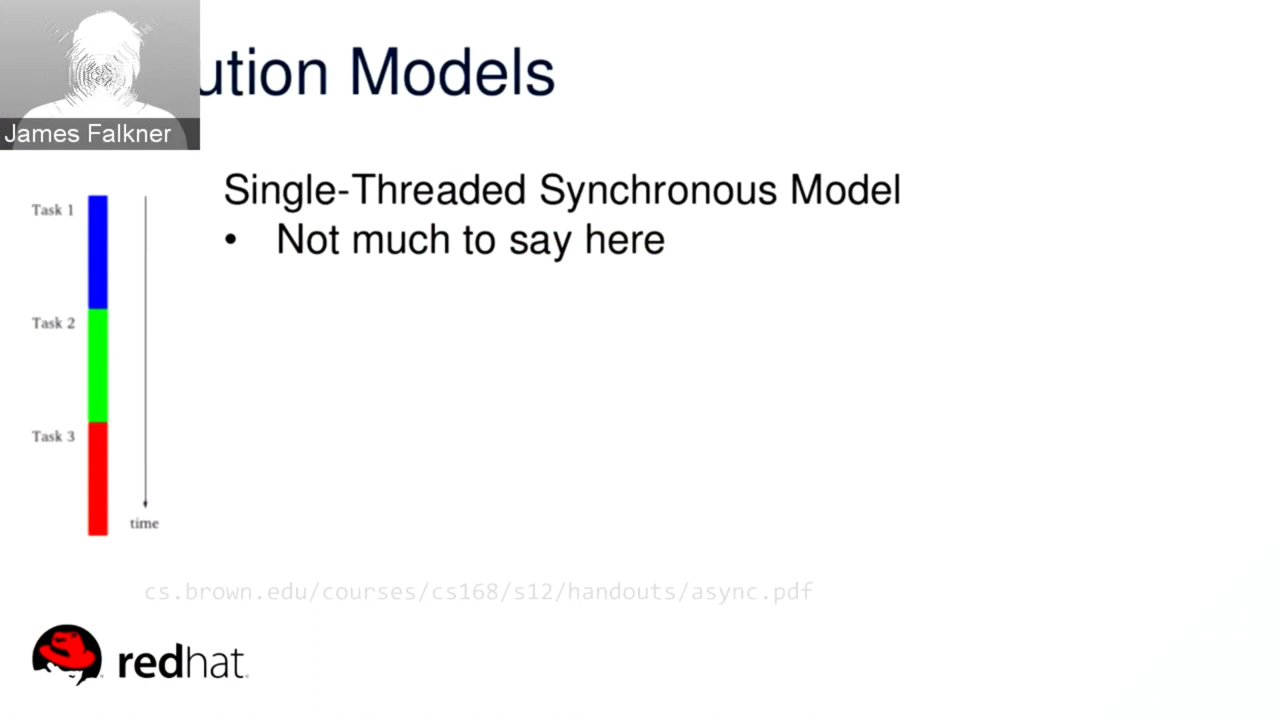 ution Models
James Falkner
Single-Threaded Synchronous Model
• Not much to say here
Task 1
Task 2
Task 3
time
cs.brown.edu/courses/cs168/s12/handouts/async.pdf
redhat.